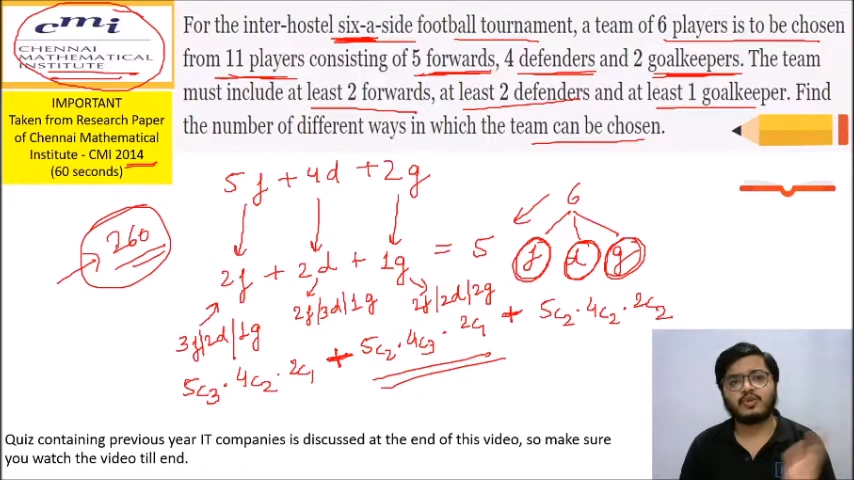 cmi
CHENNAI
MATHEMATICAL
INSTITUTE
For the inter-hostel six-a-side football tournament, a team of 6 players is to be chosen
from 11 players consisting of 5 forwards, 4 defenders and 2 goalkeepers. The team
must include at least 2 forwards, at least 2 defenders and at least 1 goalkeeper. Find
the number of different ways in which the team can be chosen.
IMPORTANT
Taken from Research Paper
of Chennai Mathematical
Institute - CMI 2014
(60 seconds)
5f + 4d + 2g
6
260
2f + 2d + 1g = 5
f d g
3f|2d|1g 2f|3d|1g 2f|2d|2g
5c3 · 4c2 · 2c1 + 5c2 · 4c3 · 2c1 + 5c2 · 4c2 · 2c2
Quiz containing previous year IT companies is discussed at the end of this video, so make sure
you watch the video till end.